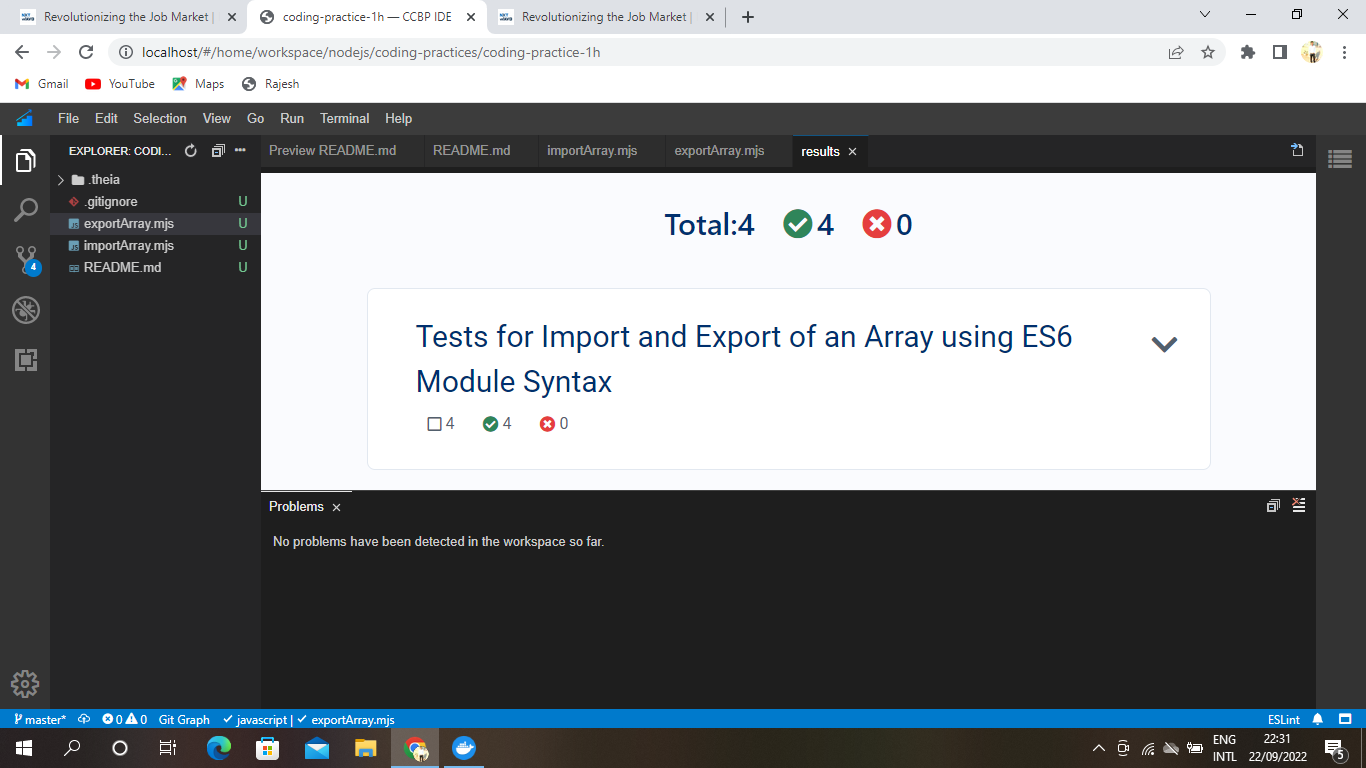 Revolutionizing the Job Market |
coding-practice-1h — CCBP IDE
Revolutionizing the Job Market |
localhost/#/home/workspace/nodejs/coding-practices/coding-practice-1h
Gmail YouTube Maps Rajesh
File Edit Selection View Go Run Terminal Help
EXPLORER: CODI...
Preview README.md README.md importArray.mjs exportArray.mjs results
.theia
.gitignore U
exportArray.mjs U
importArray.mjs U
README.md U
4
Total:4 4 0
Tests for Import and Export of an Array using ES6
Module Syntax
4 4 0
Problems
No problems have been detected in the workspace so far.
master* 0 0 Git Graph javascript | exportArray.mjs ESLint
ENG
INTL
22:31
22/09/2022
5